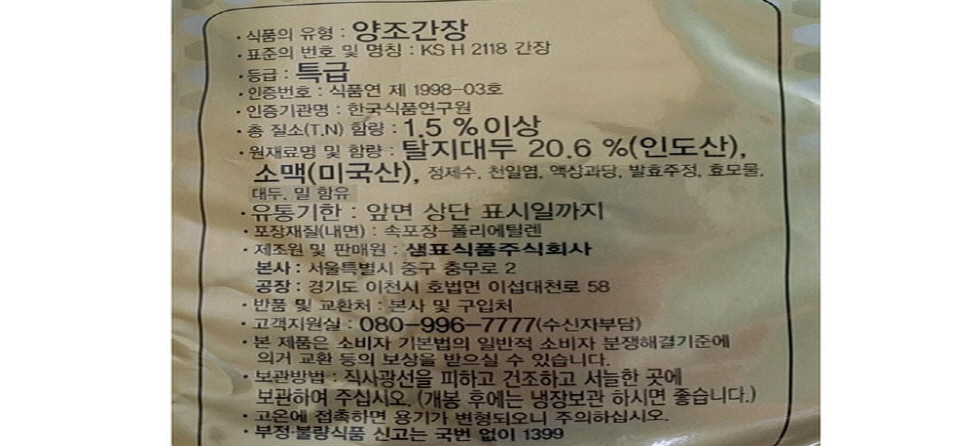 · 식품의 유형 : 양조간장
· 표준의 번호 및 명칭 : KS H 2118 간장
· 등급 : 특급
· 인증번호 : 식품연 제 1998-03호
· 인증기관명 : 한국식품연구원
· 총 질소(T.N) 함량 : 1.5 %이상
· 원재료명 및 함량 : 탈지대두 20.6 %(인도산),
소맥(미국산), 정제수, 천일염, 액상과당, 발효주정, 효모물,
대두, 밀 함유
· 유통기한 : 앞면 상단 표시일까지
· 포장재질(내면) : 속포장-폴리에틸렌
· 제조원 및 판매원 : 샘표식품주식회사
본사 : 서울특별시 중구 충무로 2
공장 : 경기도 이천시 호법면 이섭대천로 58
· 반품 및 교환처 : 본사 및 구입처
· 고객지원실 : 080-996-7777(수신자부담)
· 본 제품은 소비자 기본법의 일반적 소비자 분쟁해결기준에
의거 교환 등의 보상을 받으실 수 있습니다.
· 보관방법 : 직사광선을 피하고 건조하고 서늘한 곳에
보관하여 주십시오. (개봉 후에는 냉장보관 하시면 좋습니다.)
· 고온에 접촉하면 용기가 변형되오니 주의하십시오.
· 부정·불량식품 신고는 국번 없이 1399